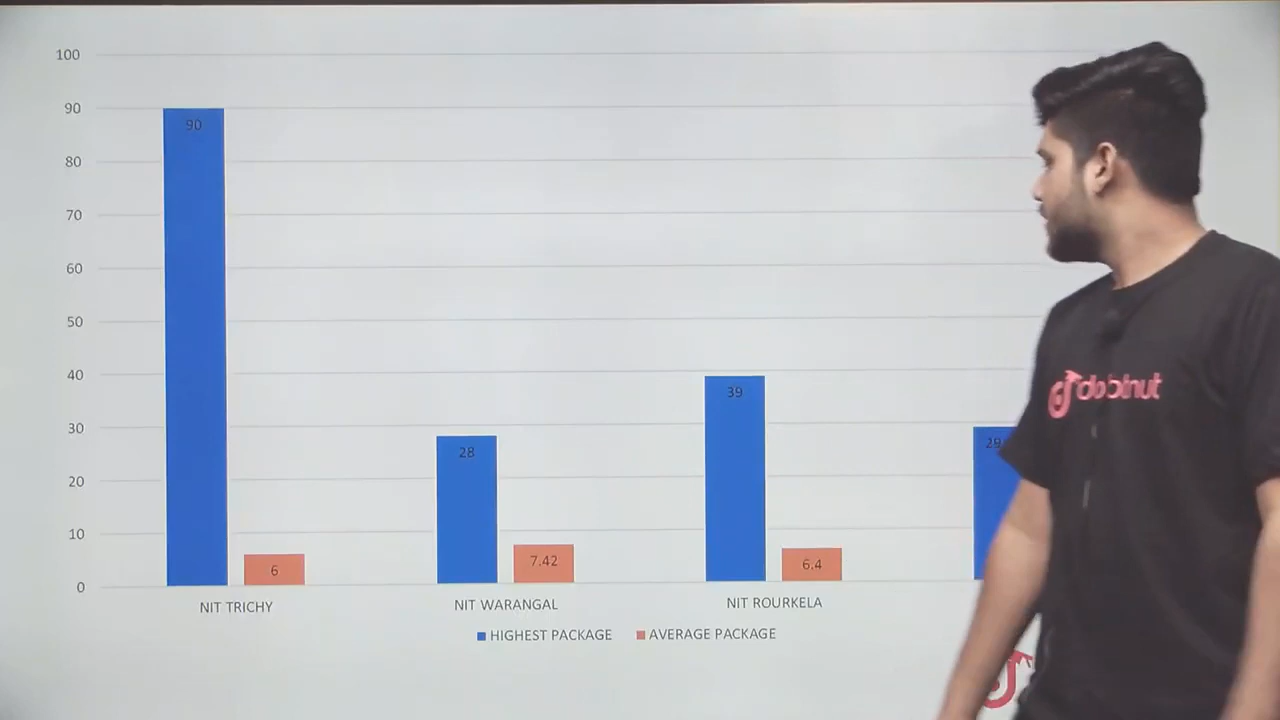 100
90
80
70
60
50
40
30
20
10
0
90
6
28
7.42
39
6.4
NIT TRICHY
NIT WARANGAL
NIT ROURKELA
HIGHEST PACKAGE
AVERAGE PACKAGE
doubtnut